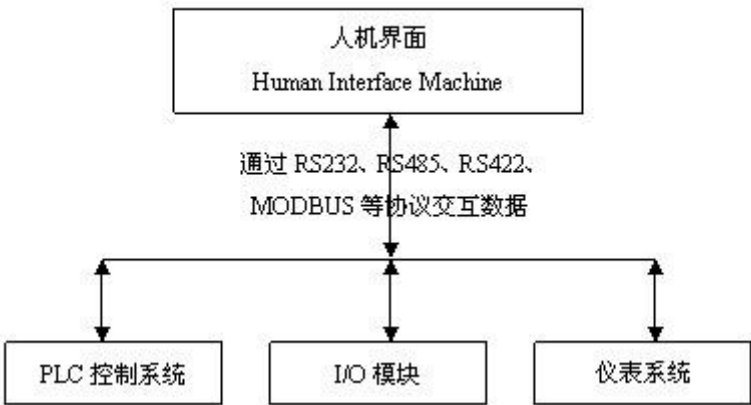 人机界面
Human Interface Machine
通过 RS232、RS485、RS422、
MODBUS 等协议交互数据
PLC 控制系统
I/O 模块
仪表系统